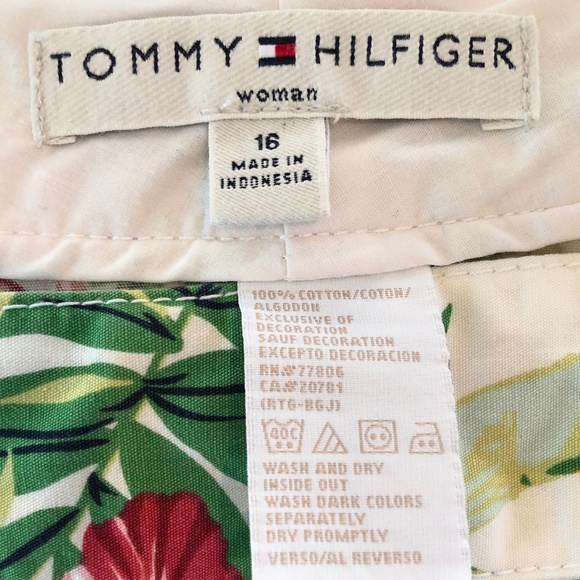 TOMMY HILFIGER
woman
16
MADE IN
INDONESIA
100% COTTON/COTON/
ALGODON
EXCLUSIVE OF
DECORATION
SAUF DECORATION
EXCEPTO DECORACION
RN#77806
CA#20781
(RTG-BGJ)
40C
WASH AND DRY
INSIDE OUT
WASH DARK COLORS
SEPARATELY
DRY PROMPTLY
VERSO/AL REVERSO